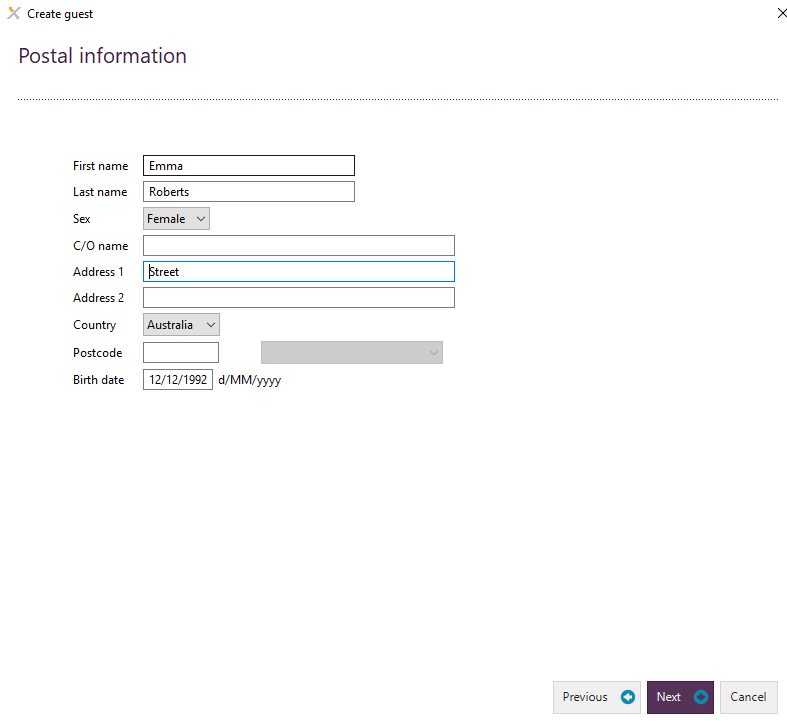 Create guest
Postal information
First name Emma
Last name Roberts
Sex Female
C/O name
Address 1 Street
Address 2
Country Australia
Postcode
Birth date 12/12/1992 d/MM/yyyy
Previous Next Cancel